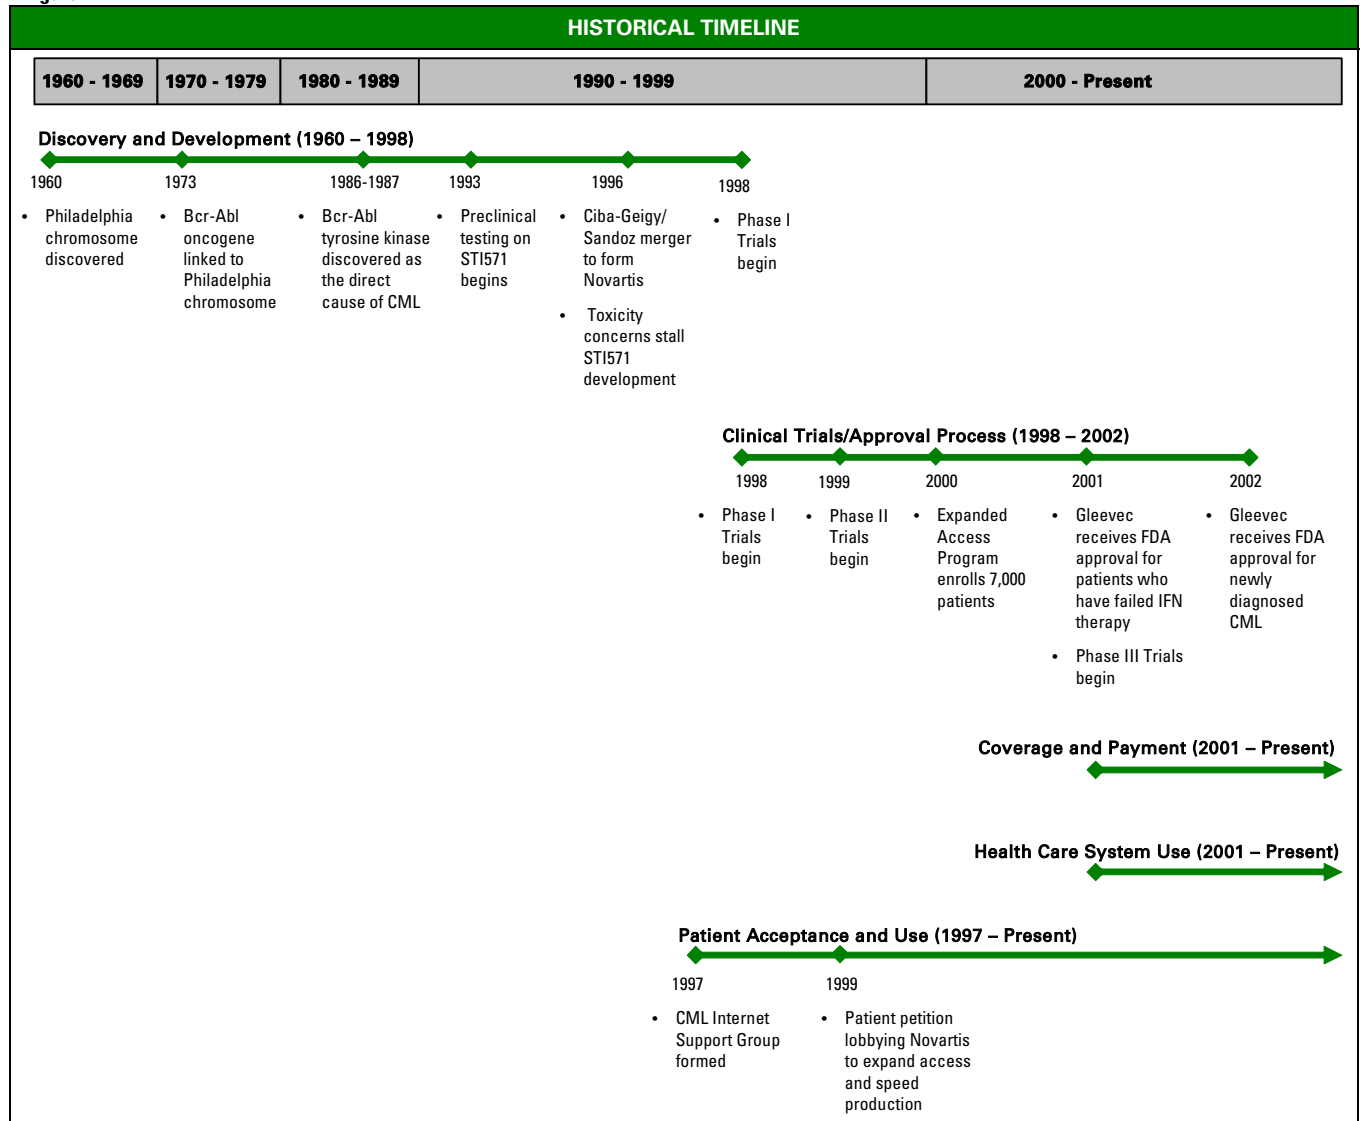 HISTORICAL TIMELINE
1960 - 1969 1970 - 1979 1980 - 1989 1990 - 1999 2000 - Present
Discovery and Development (1960 – 1998)
1960
• Philadelphia
chromosome
discovered
1973
• Bcr-Abl
oncogene
linked to
Philadelphia
chromosome
1986-1987
• Bcr-Abl
tyrosine kinase
discovered as
the direct
cause of CML
1993
• Preclinical
testing on
STI571
begins
1996
• Ciba-Geigy/
Sandoz merger
to form
Novartis
• Toxicity
concerns stall
STI571
development
1998
• Phase I
Trials
begin
Clinical Trials/Approval Process (1998 – 2002)
1998
• Phase I
Trials
begin
1999
• Phase II
Trials
begin
2000
• Expanded
Access
Program
enrolls 7,000
patients
2001
• Gleevec
receives FDA
approval for
patients who
have failed IFN
therapy
• Phase III Trials
begin
2002
• Gleevec
receives FDA
approval for
newly
diagnosed
CML
Coverage and Payment (2001 – Present)
Health Care System Use (2001 – Present)
Patient Acceptance and Use (1997 – Present)
1997
• CML Internet
Support Group
formed
1999
• Patient petition
lobbying Novartis
to expand access
and speed
production